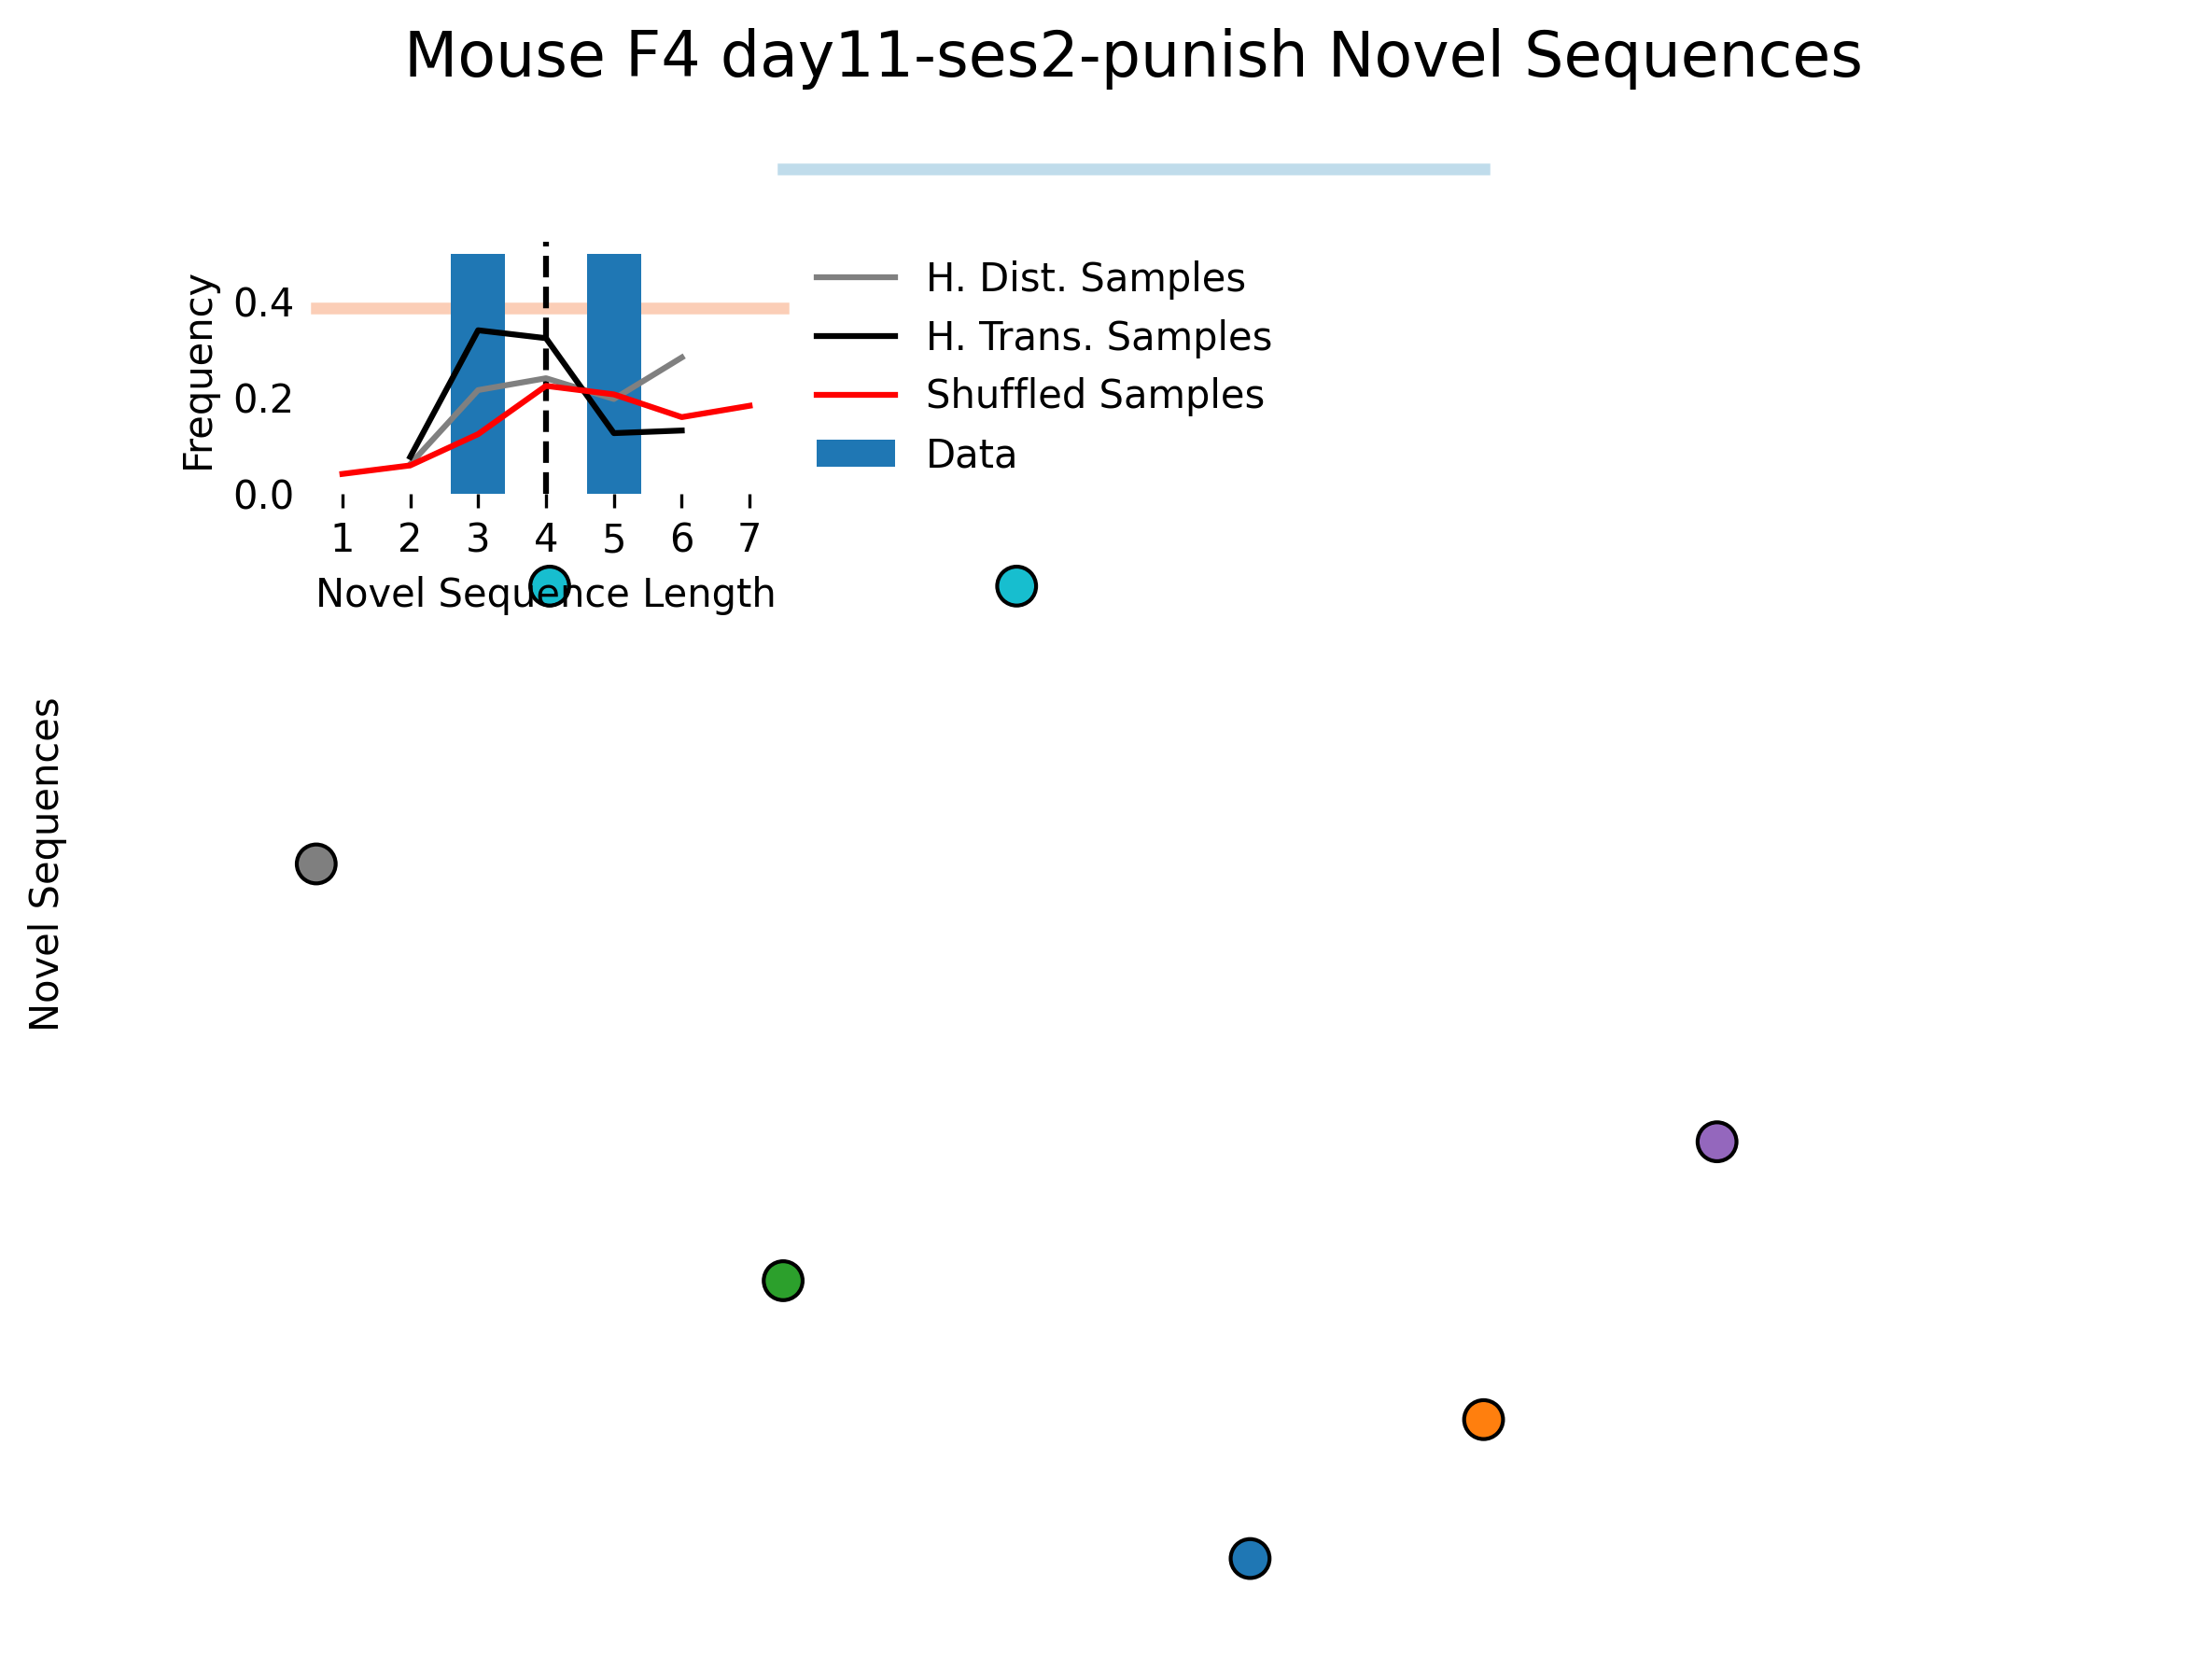 Mouse F4 day11-ses2-punish Novel Sequences
Frequency
0.4
0.2
0.0
1 2 3 4 5 6 7
Novel Sequence Length
H. Dist. Samples
H. Trans. Samples
Shuffled Samples
Data
Novel Sequences